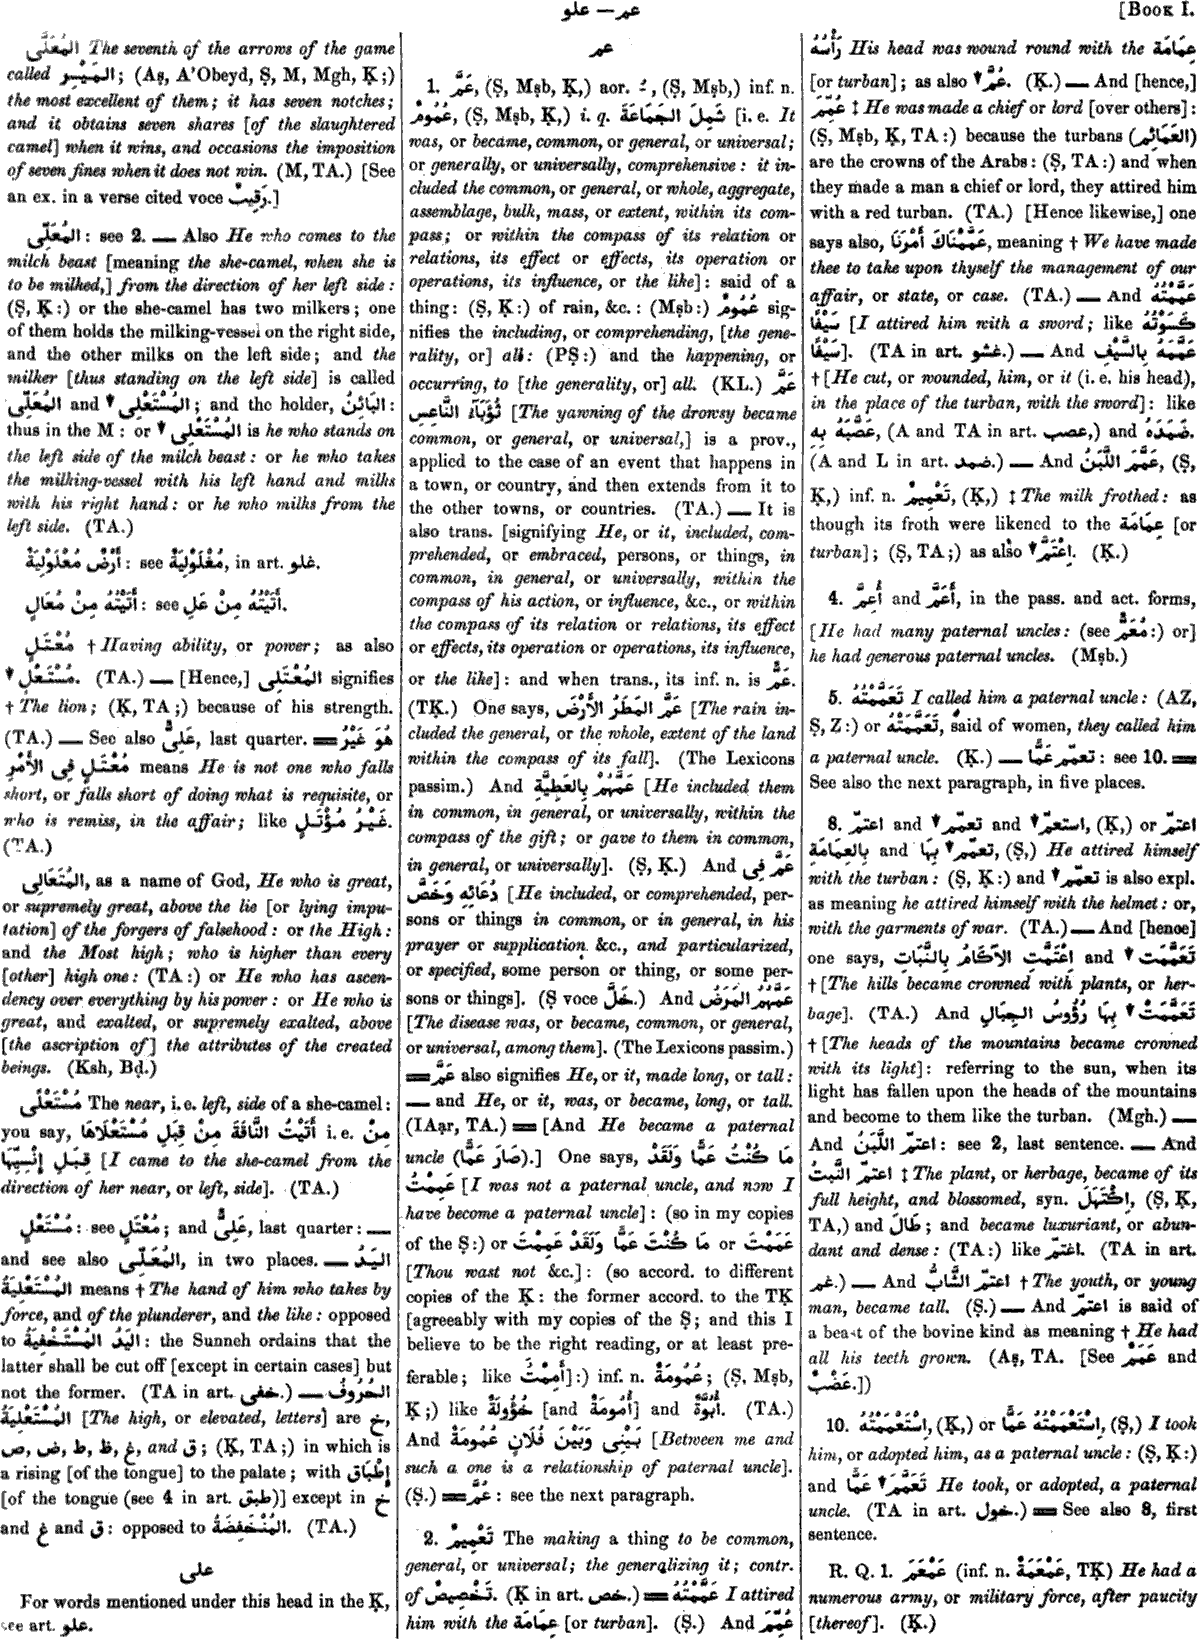 عم — علو
[BOOK I.
المُعَلَّى The seventh of the arrows of the game
called المَيْسِر; (Aṣ, A'Obeyd, Ṣ, M, Mgh, Ḳ;)
the most excellent of them; it has seven notches;
and it obtains seven shares [of the slaughtered
camel] when it wins, and occasions the imposition
of seven fines when it does not win. (M, TA.) [See
an ex. in a verse cited voce رَقِيبٌ.]
المُعَلِّى: see 2. — Also He who comes to the
milch beast [meaning the she-camel, when she is
to be milked,] from the direction of her left side:
(Ṣ, Ḳ:) or the she-camel has two milkers; one
of them holds the milking-vessel on the right side,
and the other milks on the left side; and the
milker [thus standing on the left side] is called
المُعَلِّى and ↓ المُسْتَعْلِى; and the holder, البَائِنُ:
thus in the M: or ↓ المُسْتَعْلِى is he who stands on
the left side of the milch beast: or he who takes
the milking-vessel with his left hand and milks
with his right hand: or he who milks from the
left side. (TA.)
أَرْضٌ مُعْلَوْلِيَةٌ: see مُغْلَوْلِيَةٌ, in art. غلو.
أَتَيْتُهُ مِنْ مُعَالٍ: see أَتَيْتُهُ مِنْ عَلِ.
مُعْتَلٍ † Having ability, or power; as also
↓ مُسْتَعْلٍ. (TA.) — [Hence,] المُعْتَلِى signifies
† The lion; (Ḳ, TA;) because of his strength.
(TA.) — See also عَلِىٌّ, last quarter. = هُوَ غَيْرُ
مُعْتَلٍ فِى الأَمْرِ means He is not one who falls
short, or falls short of doing what is requisite, or
who is remiss, in the affair; like غَيْرُ مُؤْتَلٍ.
(TA.)
المُتَعَالِى, as a name of God, He who is great,
or supremely great, above the lie [or lying impu-
tation] of the forgers of falsehood: or the High:
and the Most high; who is higher than every
[other] high one: (TA:) or He who has ascen-
dency over everything by his power: or He who is
great, and exalted, or supremely exalted, above
[the ascription of] the attributes of the created
beings. (Ksh, Bḍ.)
مُسْتَعْلًى The near, i.e. left, side of a she-camel:
you say, أَتَيْتُ النَّاقَةَ مِنْ قِبَلِ مُسْتَعْلَاهَا i.e. مِنْ
قِبَلِ إِنْسِيِّهَا [I came to the she-camel from the
direction of her near, or left, side]. (TA.)
مُسْتَعْلٍ: see مُعْتَلٍ; and عَلِىٌّ, last quarter: —
and see also المُعَلِّى, in two places. — اليَدُ
المُسْتَعْلِيَةُ means † The hand of him who takes by
force, and of the plunderer, and the like: opposed
to اليَدُ المُسْتَخْفِيَةُ: the Sunneh ordains that the
latter shall be cut off [except in certain cases] but
not the former. (TA in art. خفى.) — الحُرُوفُ
المُسْتَعْلِيَةُ [The high, or elevated, letters] are خ,
غ, ظ, ط, ض, ص, and ق; (Ḳ, TA;) in which is
a rising [of the tongue] to the palate; with إِطْبَاق
[of the tongue (see 4 in art. طبق)] except in خ
and غ and ق: opposed to المُنْخَفِضَةُ. (TA.)
على
For words mentioned under this head in the Ḳ,
see art. علو.
عم
1. عَمَّ, (Ṣ, Mṣb, Ḳ,) aor. ـُ, (Ṣ, Mṣb,) inf. n.
عُمُومٌ, (Ṣ, Mṣb, Ḳ,) i. q. شَمِلَ الجَمَاعَةَ [i. e. It
was, or became, common, or general, or universal;
or generally, or universally, comprehensive: it in-
cluded the common, or general, or whole, aggregate,
assemblage, bulk, mass, or extent, within its com-
pass; or within the compass of its relation or
relations, its effect or effects, its operation or
operations, its influence, or the like]: said of a
thing: (Ṣ, Ḳ:) of rain, &c.: (Mṣb:) عُمُومٌ sig-
nifies the including, or comprehending, [the gene-
rality, or] all: (PṢ:) and the happening, or
occurring, to [the generality, or] all. (KL.) عَمَّ
ثُؤَبَآءُ النَّاعِسِ [The yawning of the drowsy became
common, or general, or universal,] is a prov.,
applied to the case of an event that happens in
a town, or country, and then extends from it to
the other towns, or countries. (TA.) — It is
also trans. [signifying He, or it, included, com-
prehended, or embraced, persons, or things, in
common, in general, or universally, within the
compass of his action, or influence, &c., or within
the compass of its relation or relations, its effect
or effects, its operation or operations, its influence,
or the like]: and when trans., its inf. n. is عَمٌّ.
(TḲ.) One says, عَمَّ المَطَرُ الأَرْضَ [The rain in-
cluded the general, or the whole, extent of the land
within the compass of its fall]. (The Lexicons
passim.) And عَمَّهُمْ بِالعَطِيَّةِ [He included them
in common, in general, or universally, within the
compass of the gift; or gave to them in common,
in general, or universally]. (Ṣ, Ḳ.) And عَمَّ فِى
دُعَائِهِ وَخَصَّ [He included, or comprehended, per-
sons or things in common, or in general, in his
prayer or supplication, &c., and particularized,
or specified, some person or thing, or some per-
sons or things]. (Ṣ voce خَلَّ.) And عَمَّهُمُ المَرَضُ
[The disease was, or became, common, or general,
or universal, among them]. (The Lexicons passim.)
= عَمَّ also signifies He, or it, made long, or tall:
— and He, or it, was, or became, long, or tall.
(IAạr, TA.) = [And He became a paternal
uncle (صَارَ عَمًّا).] One says, مَا كُنْتَ عَمًّا وَلَقَدْ
عَمِمْتُ [I was not a paternal uncle, and now I
have become a paternal uncle]: (so in my copies
of the Ṣ:) or مَا كُنْتَ عَمًّا وَلَقَدْ عَمِمْتَ or عَمَمْتَ
[Thou wast not &c.]: (so accord. to different
copies of the Ḳ: the former accord. to the TḲ
[agreeably with my copies of the Ṣ; and this I
believe to be the right reading, or at least pre-
ferable; like أَمِمْتُ]:) inf. n. عُمُومَةٌ; (Ṣ, Mṣb,
Ḳ;) like خُؤُولَةٌ [and أُمُومَةٌ] and أُبُوَّةٌ. (TA.)
And بَيْنِى وَبَيْنَ فُلَانٍ عُمُومَةٌ [Between me and
such a one is a relationship of paternal uncle].
(Ṣ.) = عُمَّ: see the next paragraph.
2. تَعْمِيمٌ The making a thing to be common,
general, or universal; the generalizing it; contr.
of تَخْصِيصٌ. (Ḳ in art. خص.) = عَمَّمْتُهُ I attired
him with the عِمَامَة [or turban]. (Ṣ.) And عُمِّمَ
رَأْسُهُ His head was wound round with the عِمَامَة
[or turban]; as also ↓ عُمَّ. (Ḳ.) — And [hence,]
عُمِّمَ ‡ He was made a chief or lord [over others]:
(Ṣ, Mṣb, Ḳ, TA:) because the turbans (العَمَائِم)
are the crowns of the Arabs: (Ṣ, TA:) and when
they made a man a chief or lord, they attired him
with a red turban. (TA.) [Hence likewise,] one
says also, عَمَّمْنَاكَ أَمْرَنَا, meaning † We have made
thee to take upon thyself the management of our
affair, or state, or case. (TA.) — And عَمَّمْتُهُ
سَيْفًا [I attired him with a sword; like كَسَوْتُهُ
سَيْفًا]. (TA in art. غشو.) — And عَمَّمَهُ بِالسَّيْفِ
† [He cut, or wounded, him, or it (i. e. his head),
in the place of the turban, with the sword]: like
عَصَّبَهُ بِهِ, (A and TA in art. عصب,) and ضَمَدَهُ.
(A and L in art. ضمد.) — And عَمَّمَ اللَّبَنُ, (Ṣ,
Ḳ,) inf. n. تَعْمِيمٌ, (Ḳ,) ‡ The milk frothed: as
though its froth were likened to the عِمَامَة [or
turban]; (Ṣ, TA;) as also ↓ اِعْتَمَّ. (Ḳ.)
4. أُعِمَّ and أَعَمَّ, in the pass. and act. forms,
[He had many paternal uncles: (see مُعَمٌّ:) or]
he had generous paternal uncles. (Mṣb.)
5. تَعَمَّمْتُهُ I called him a paternal uncle: (AZ,
Ṣ, Z:) or تَعَمَّمَتْهُ, said of women, they called him
a paternal uncle. (Ḳ.) — تعمّم عَمًّا: see 10. =
See also the next paragraph, in five places.
8. اعتمّ and ↓ تعمّم and ↓ استعمّ, (Ḳ,) or اعتمّ
بِالعِمَامَةِ and ↓ تعمّم بِهَا, (Ṣ,) He attired himself
with the turban: (Ṣ, Ḳ:) and ↓ تعمّم is also expl.
as meaning he attired himself with the helmet: or,
with the garments of war. (TA.) — And [hence]
one says, اِعْتَمَّتِ الآكَامُ بِالنَّبَاتِ and ↓ تَعَمَّمَت
† [The hills became crowned with plants, or her-
bage]. (TA.) And ↓ تَعَمَّمَتْ بِهَا رُؤُوسُ الجِبَالِ
† [The heads of the mountains became crowned
with its light]: referring to the sun, when its
light has fallen upon the heads of the mountains
and become to them like the turban. (Mgh.) —
And اعتمّ اللَّبَنُ: see 2, last sentence. — And
اعتمّ النَّبتُ ‡ The plant, or herbage, became of its
full height, and blossomed, syn. اِكْتَهَلَ, (Ṣ, Ḳ,
TA,) and طَالَ; and became luxuriant, or abun-
dant and dense: (TA:) like اغتمّ. (TA in art.
غم.) — And اعتمّ الشَّابُّ † The youth, or young
man, became tall. (Ṣ.) — And اعتمّ is said of
a beast of the bovine kind as meaning † He had
all his teeth grown. (Aṣ, TA. [See عَمَمٌ and
عَضْبٌ.])
10. اِسْتَعْمَمْتُهُ, (Ḳ,) or اِسْتَعْمَمْتُهُ عَمًّا, (Ṣ,) I took
him, or adopted him, as a paternal uncle: (Ṣ, Ḳ:)
and ↓ تَعَمَّمَ عَمًّا He took, or adopted, a paternal
uncle. (TA in art. خول.) = See also 8, first
sentence.
R. Q. 1. عَمْعَمَ (inf. n. عَمْعَمَةٌ, TḲ) He had a
numerous army, or military force, after paucity
[thereof]. (Ḳ.)